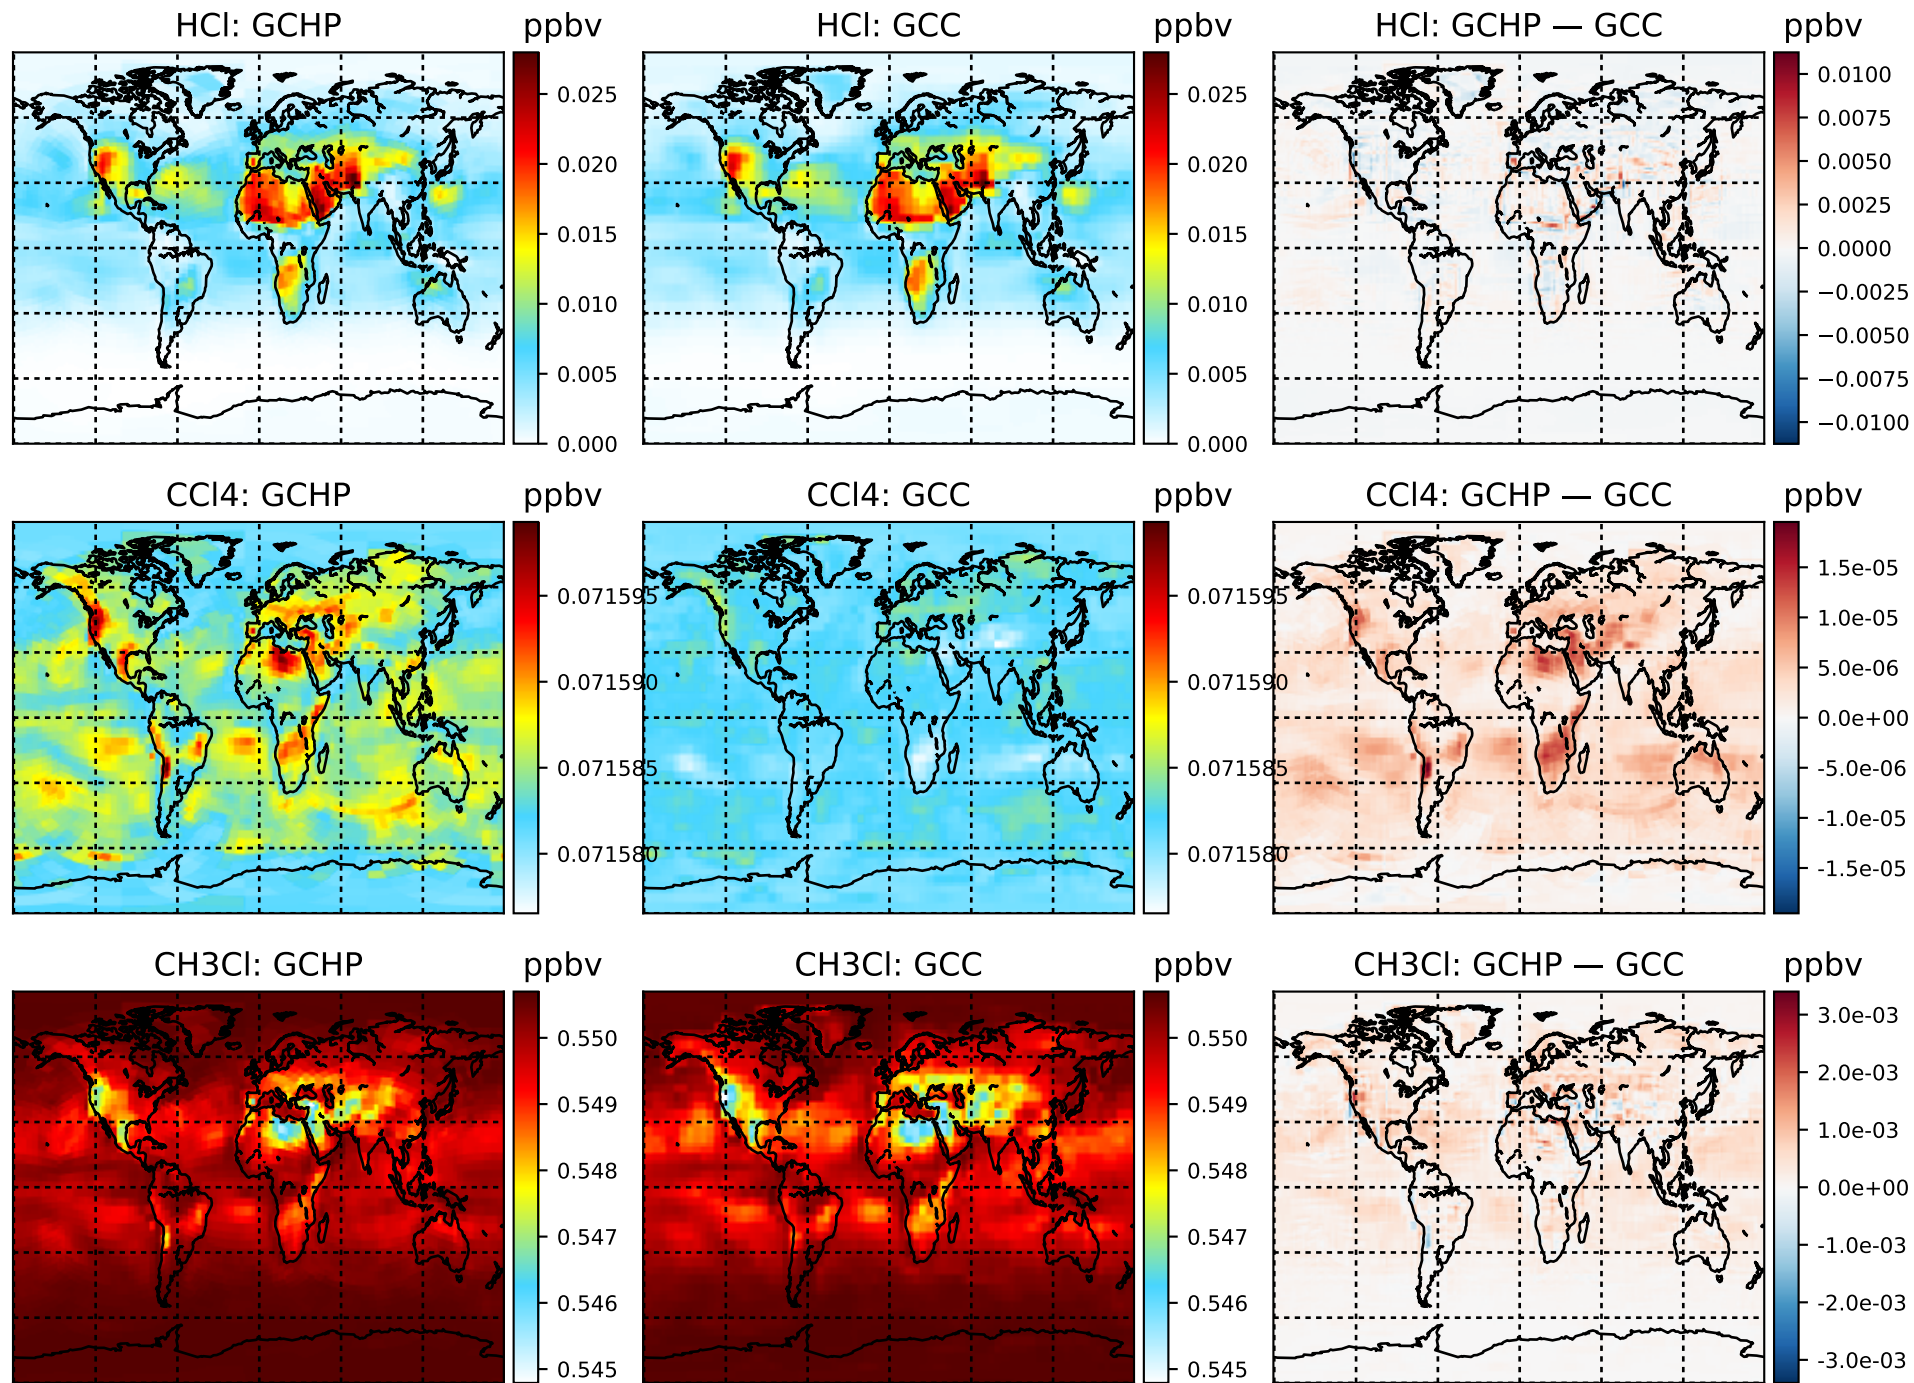 HCl: GCHP
ppbv
HCl: GCC
ppbv
HCl: GCHP — GCC
ppbv
0.025
0.020
0.015
0.010
0.005
0.000
0.025
0.020
0.015
0.010
0.005
0.000
0.0100
0.0075
0.0050
0.0025
0.0000
−0.0025
−0.0050
−0.0075
−0.0100
CCl4: GCHP
ppbv
CCl4: GCC
ppbv
CCl4: GCHP — GCC
ppbv
0.071595
0.071590
0.071585
0.071580
0.071595
0.071590
0.071585
0.071580
1.5e-05
1.0e-05
5.0e-06
0.0e+00
-5.0e-06
-1.0e-05
-1.5e-05
CH3Cl: GCHP
ppbv
CH3Cl: GCC
ppbv
CH3Cl: GCHP — GCC
ppbv
0.550
0.549
0.548
0.547
0.546
0.545
0.550
0.549
0.548
0.547
0.546
0.545
3.0e-03
2.0e-03
1.0e-03
0.0e+00
-1.0e-03
-2.0e-03
-3.0e-03